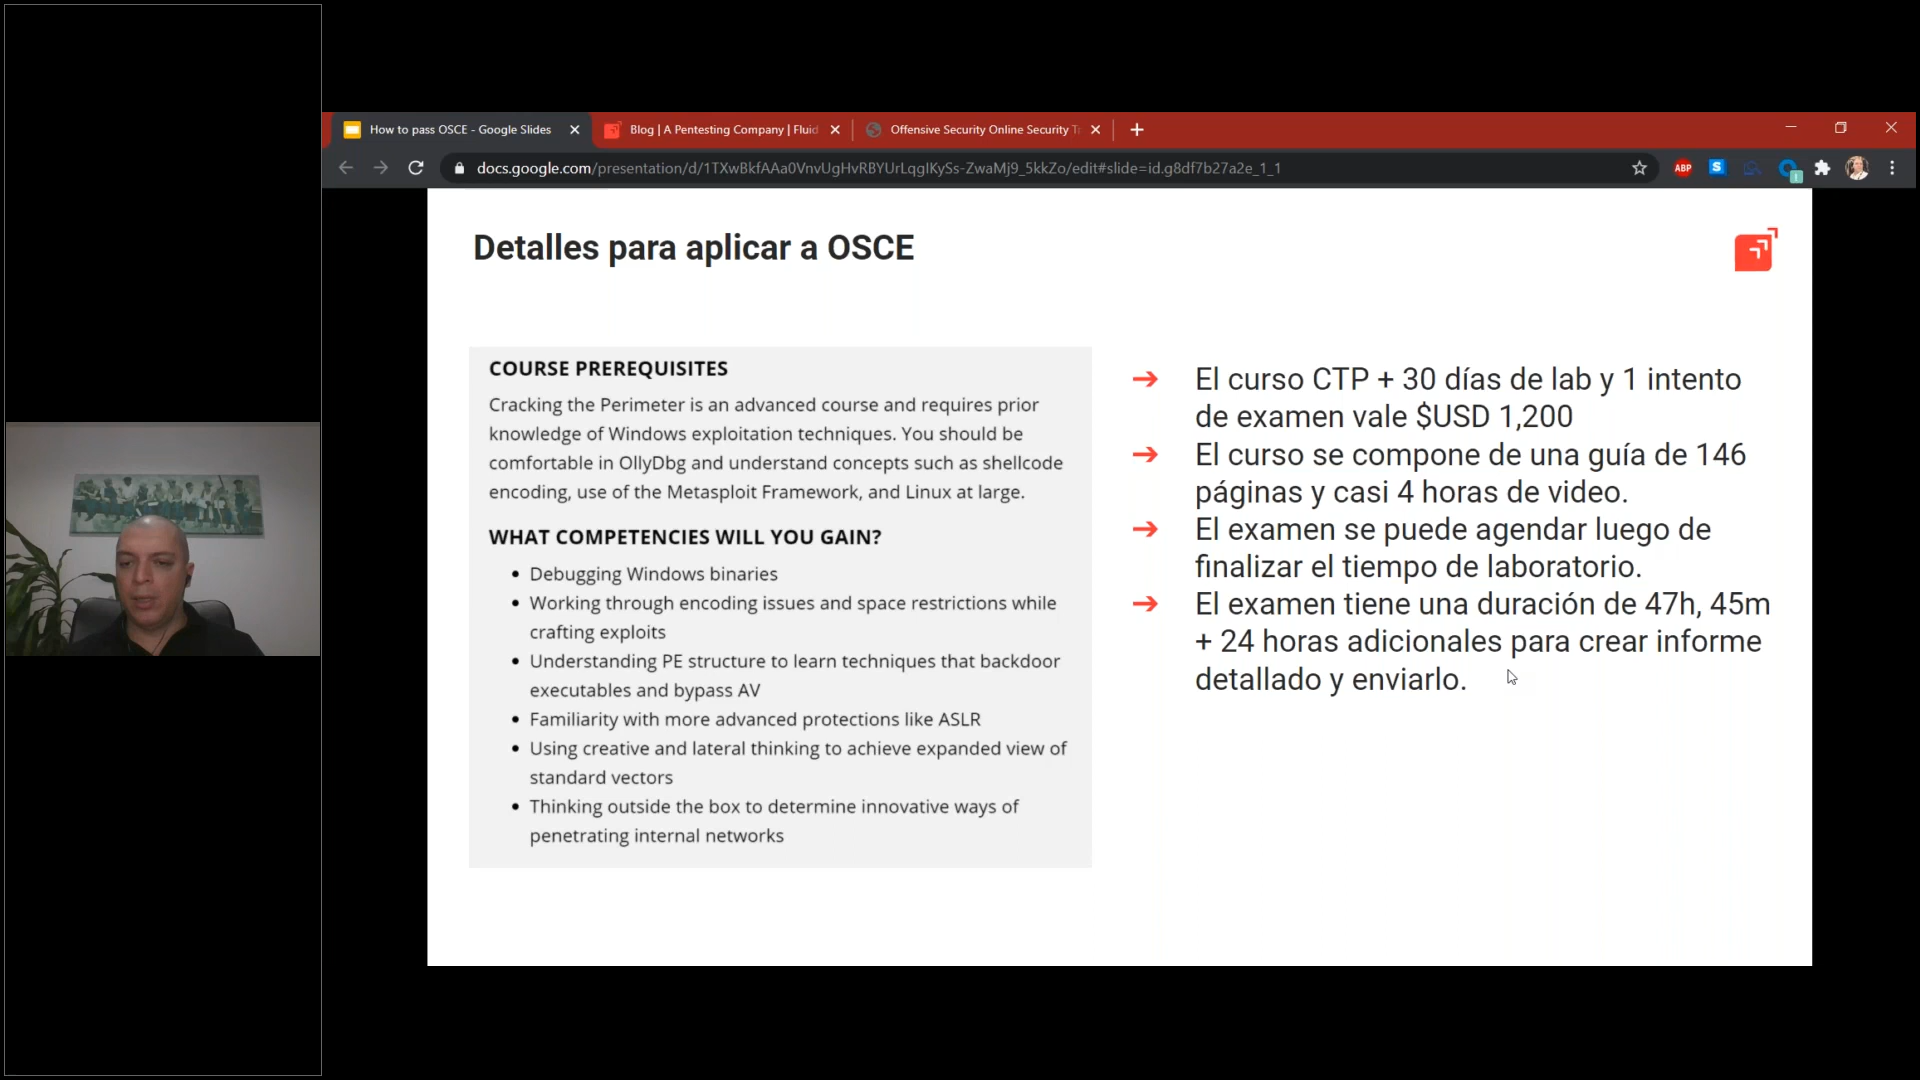 How to pass OSCE - Google Slides
Blog | A Pentesting Company | Fluid
Offensive Security Online Security T
docs.google.com/presentation/d/1TXwBkfAAa0VnvUgHvRBYUrLqgIKySs-ZwaMj9_5kkZo/edit#slide=id.g8df7b27a2e_1_1
ABP
S
Detalles para aplicar a OSCE
COURSE PREREQUISITES
Cracking the Perimeter is an advanced course and requires prior
knowledge of Windows exploitation techniques. You should be
comfortable in OllyDbg and understand concepts such as shellcode
encoding, use of the Metasploit Framework, and Linux at large.
WHAT COMPETENCIES WILL YOU GAIN?
• Debugging Windows binaries
• Working through encoding issues and space restrictions while
crafting exploits
• Understanding PE structure to learn techniques that backdoor
executables and bypass AV
• Familiarity with more advanced protections like ASLR
• Using creative and lateral thinking to achieve expanded view of
standard vectors
• Thinking outside the box to determine innovative ways of
penetrating internal networks
➔ El curso CTP + 30 días de lab y 1 intento
de examen vale $USD 1,200
➔ El curso se compone de una guía de 146
páginas y casi 4 horas de video.
➔ El examen se puede agendar luego de
finalizar el tiempo de laboratorio.
➔ El examen tiene una duración de 47h, 45m
+ 24 horas adicionales para crear informe
detallado y enviarlo.